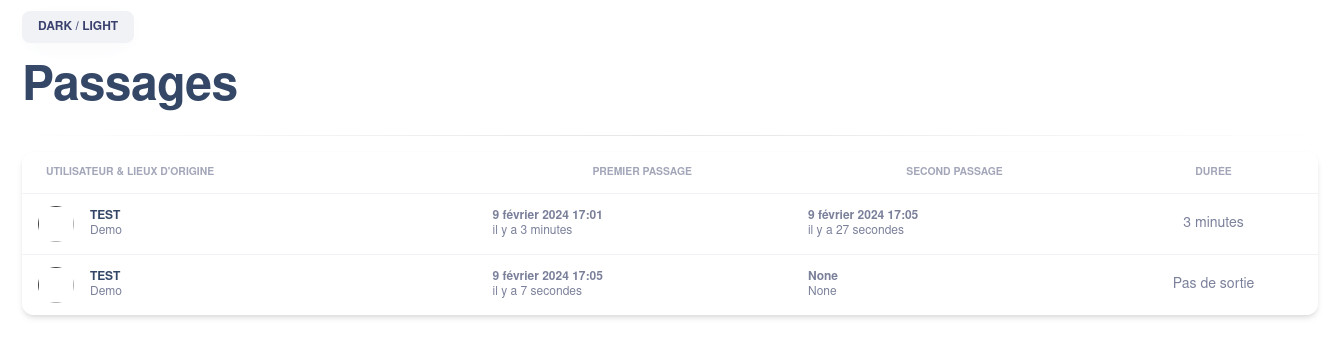 DARK / LIGHT
Passages
UTILISATEUR & LIEUX D'ORIGINE PREMIER PASSAGE SECOND PASSAGE DUREE
TEST 9 février 2024 17:01 9 février 2024 17:05
Demo il y a 3 minutes il y a 27 secondes 3 minutes
TEST 9 février 2024 17:05 None
Demo il y a 7 secondes None Pas de sortie